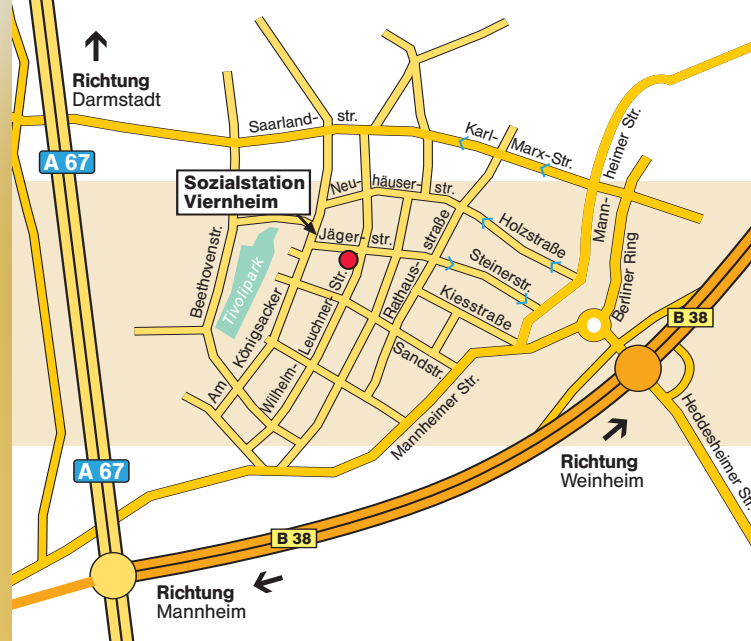 Richtung
Darmstadt
A 67
Saarland- str.
Karl- Marx-Str.
Mann- heimer Str.
Sozialstation
Viernheim
Neu- häuser- str.
Jäger- str.
Rathaus- straße
Holzstraße
Steinerstr.
Kiesstraße
Beethovenstr.
Tivolipark
Am Königsacker
Wilhelm- Leuchner- Str.
Sandstr.
Mannheimer Str.
Berliner Ring
B 38
Heddesheimer Str.
Richtung
Weinheim
A 67
B 38
Richtung
Mannheim